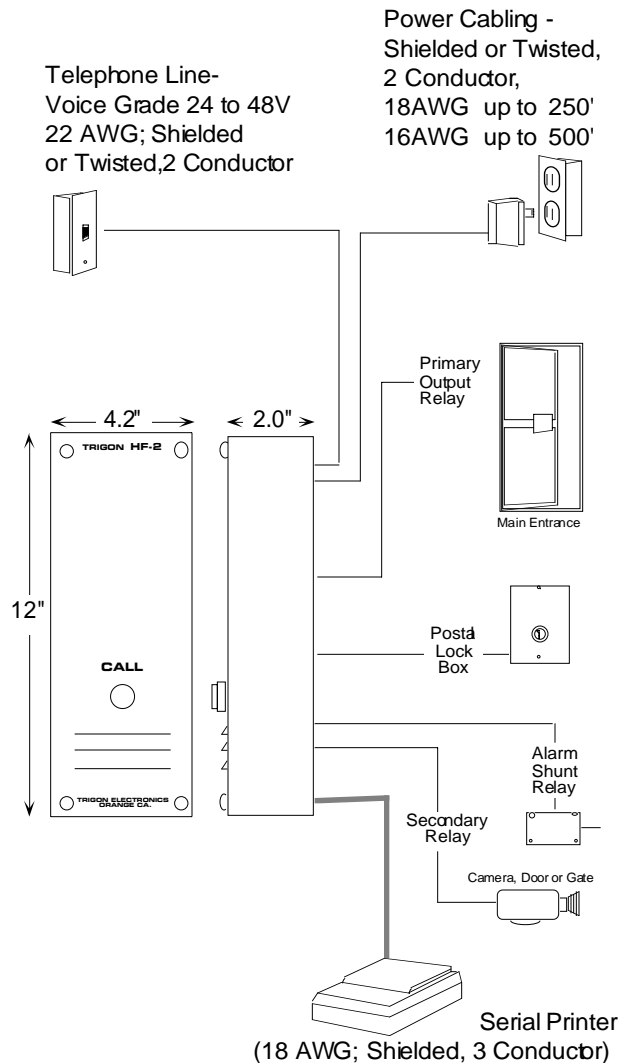 Power Cabling -
Shielded or Twisted,
2 Conductor,
18AWG up to 250'
16AWG up to 500'
Telephone Line-
Voice Grade 24 to 48V
22 AWG; Shielded
or Twisted,2 Conductor
Primary
Output
Relay
Main Entrance
4.2"
2.0"
TRIGON HF-2
12"
CALL
TRIGON ELECTRONICS
ORANGE CA.
Postal
Lock
Box
1
Alarm
Shunt
Relay
Secondary
Relay
Camera, Door or Gate
Serial Printer
(18 AWG; Shielded, 3 Conductor)